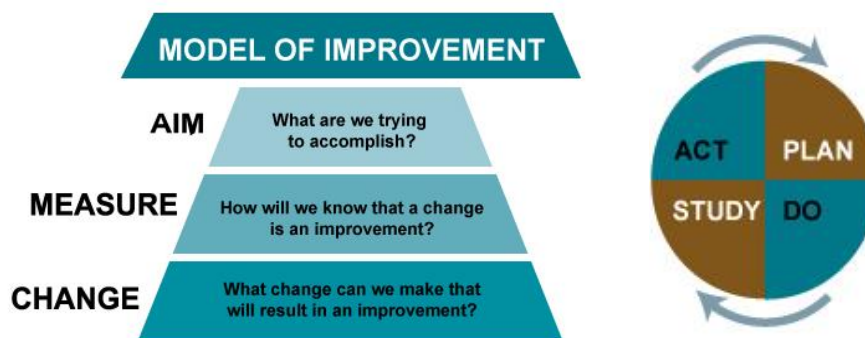 MODEL OF IMPROVEMENT
AIM
What are we trying
to accomplish?
MEASURE
How will we know that a change
is an improvement?
CHANGE
What change can we make that
will result in an improvement?
ACT
PLAN
STUDY
DO